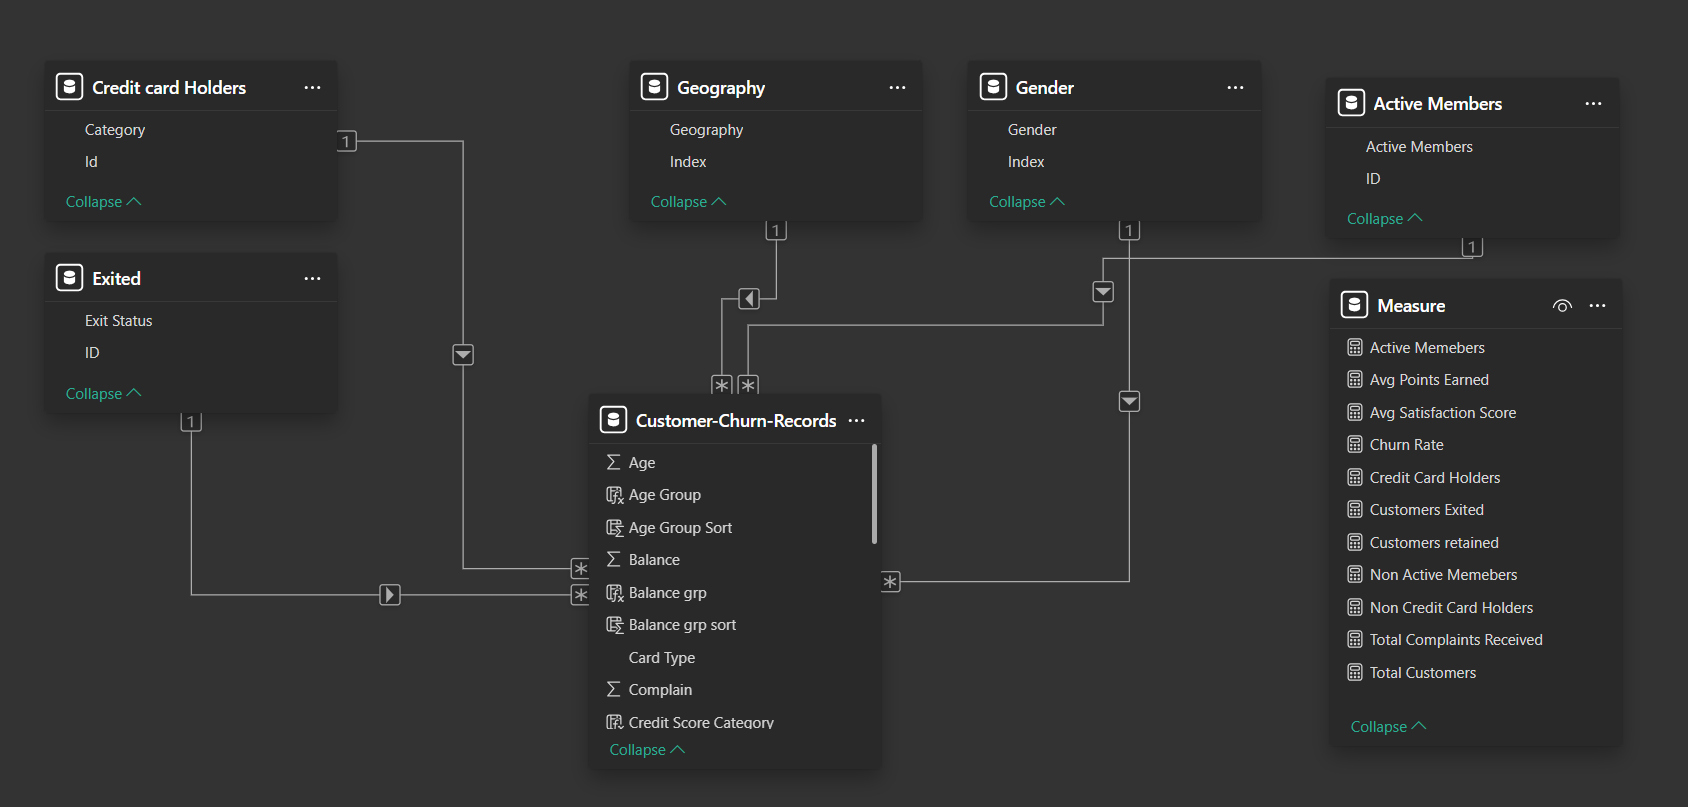 Credit card Holders
Category
Id
Collapse
Geography
Geography
Index
Collapse
Gender
Gender
Index
Collapse
Active Members
Active Members
ID
Collapse
1
1
1
1
Exited
Exit Status
ID
Collapse
1
Measure
Active Memebers
Avg Points Earned
Avg Satisfaction Score
Churn Rate
Credit Card Holders
Customers Exited
Customers retained
Non Active Memebers
Non Credit Card Holders
Total Complaints Received
Total Customers
Collapse
* *
Customer-Churn-Records
Age
Age Group
Age Group Sort
Balance
Balance grp
Balance grp sort
Card Type
Complain
Credit Score Category
Collapse
*
*
*